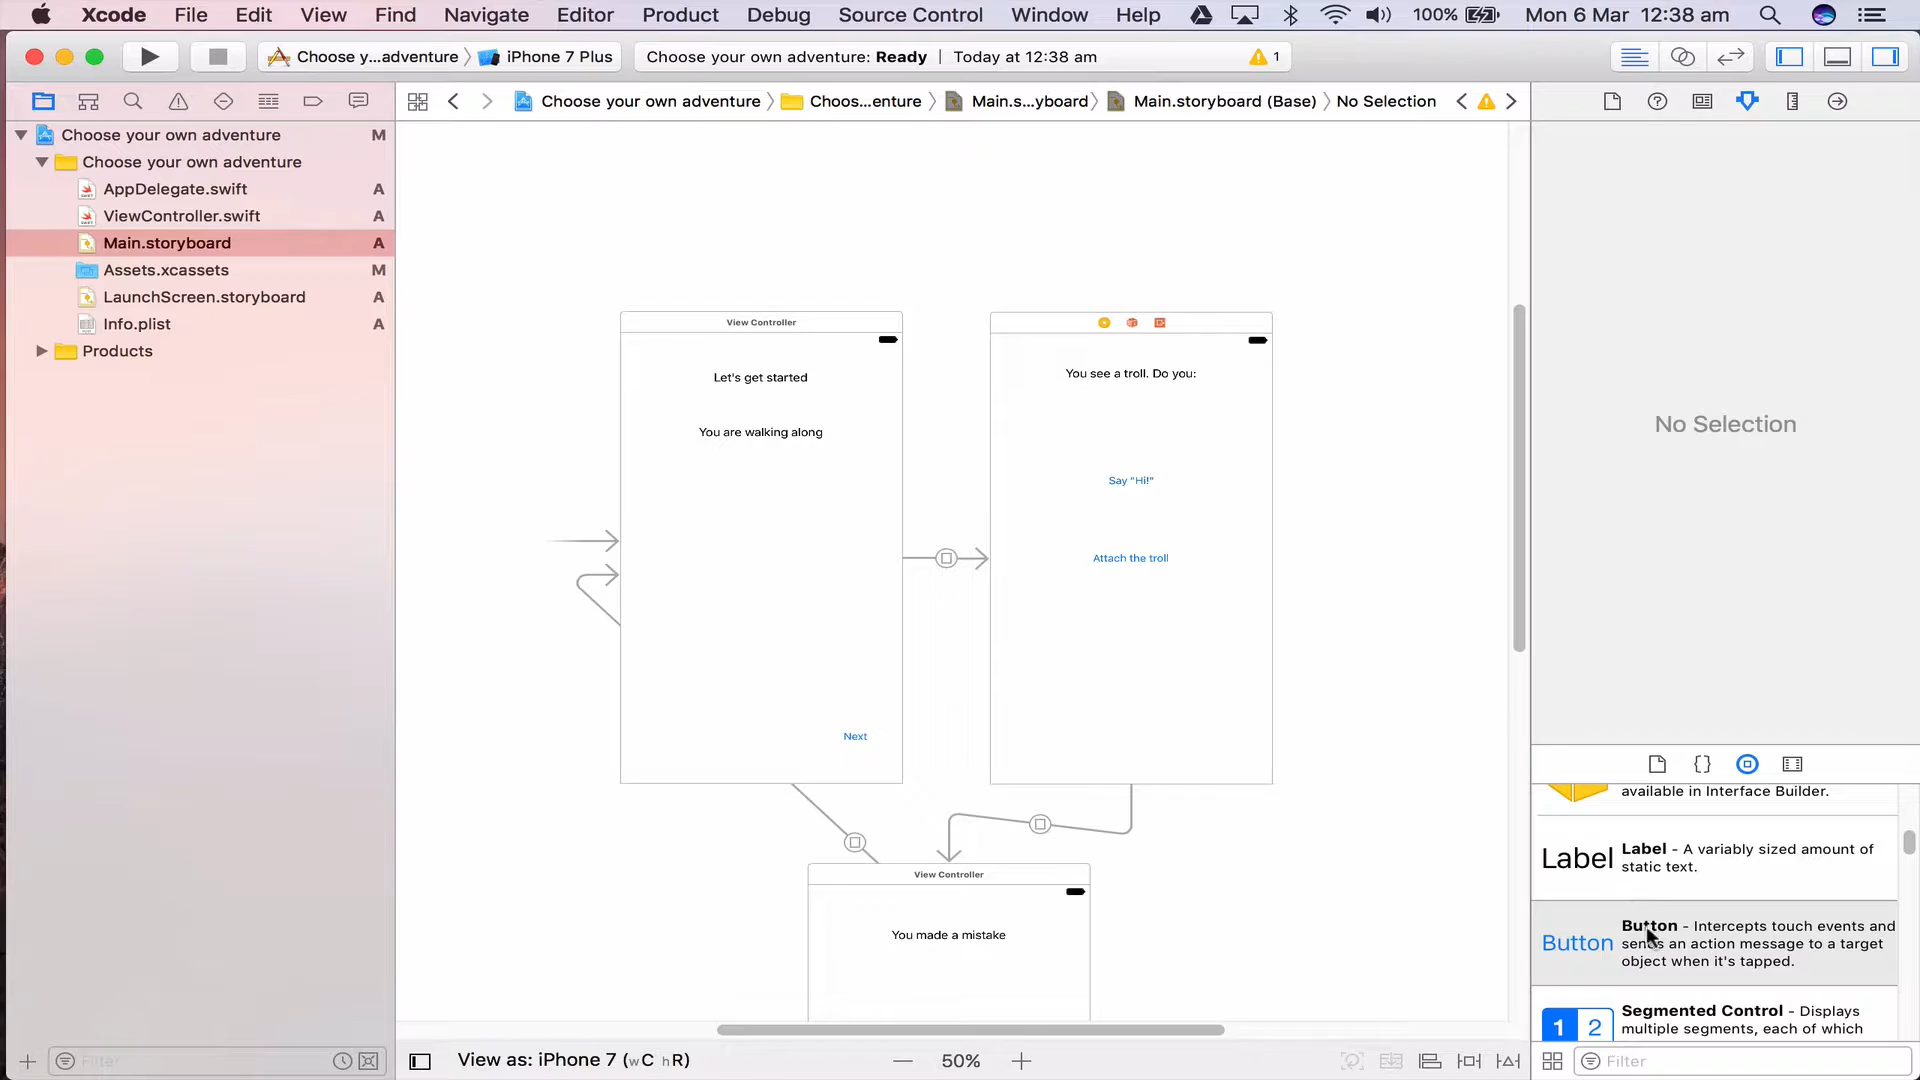 Xcode File Edit View Find Navigate Editor Product Debug Source Control Window Help 100% Mon 6 Mar 12:38 am
Choose y...adventure iPhone 7 Plus Choose your own adventure: Ready | Today at 12:38 am 1
Choose your own adventure Choos...enture Main.s...yboard Main.storyboard (Base) No Selection
Choose your own adventure M
Choose your own adventure
AppDelegate.swift A
ViewController.swift A
Main.storyboard A
Assets.xcassets M
LaunchScreen.storyboard A
Info.plist A
Products
View Controller
Let's get started
You are walking along
Next
You see a troll. Do you:
Say "Hi!"
Attach the troll
View Controller
You made a mistake
No Selection
available in Interface Builder.
Label
Label - A variably sized amount of
static text.
Button
Button - Intercepts touch events and
sends an action message to a target
object when it's tapped.
1 2
Segmented Control - Displays
multiple segments, each of which
Filter
View as: iPhone 7 (wC hR)
50%
Filter